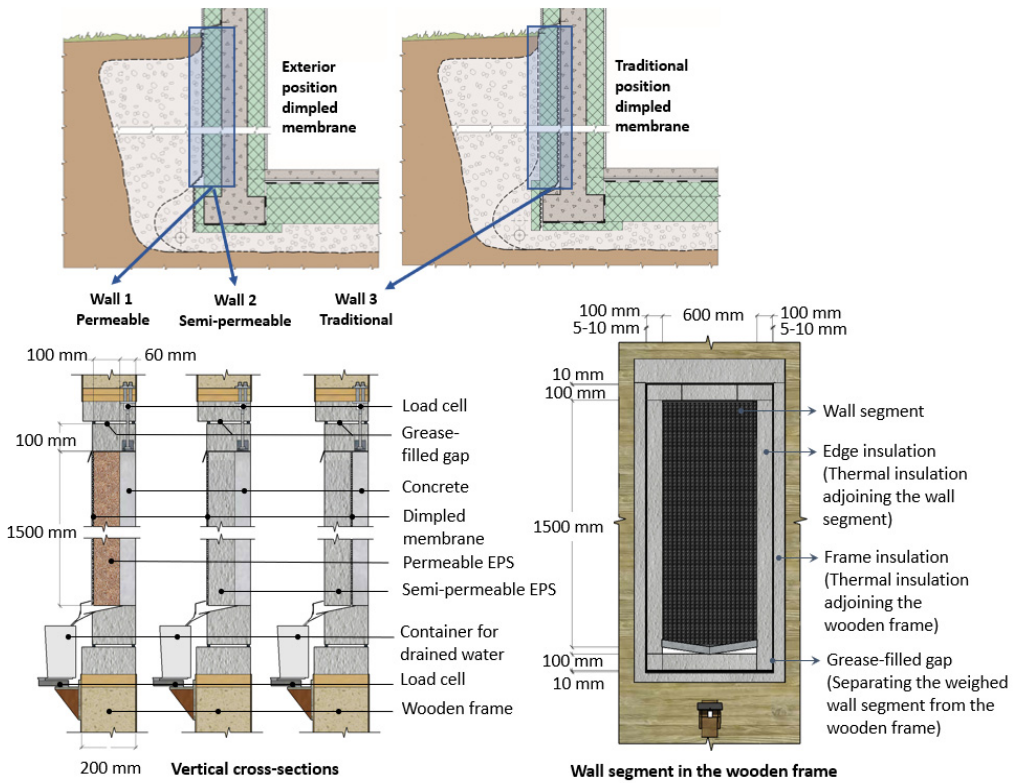 Exterior
position
dimpled
membrane
Traditional
position
dimpled
membrane
Wall 1
Permeable
Wall 2
Semi-permeable
Wall 3
Traditional
100 mm
60 mm
100 mm
1500 mm
200 mm
Load cell
Grease-
filled gap
Concrete
Dimpled
membrane
Permeable EPS
Semi-permeable EPS
Container for
drained water
Load cell
Wooden frame
Vertical cross-sections
100 mm
5-10 mm
600 mm
100 mm
5-10 mm
10 mm
100 mm
1500 mm
100 mm
10 mm
Wall segment
Edge insulation
(Thermal insulation
adjoining the wall
segment)
Frame insulation
(Thermal insulation
adjoining the
wooden frame)
Grease-filled gap
(Separating the weighed
wall segment from the
wooden frame)
Wall segment in the wooden frame